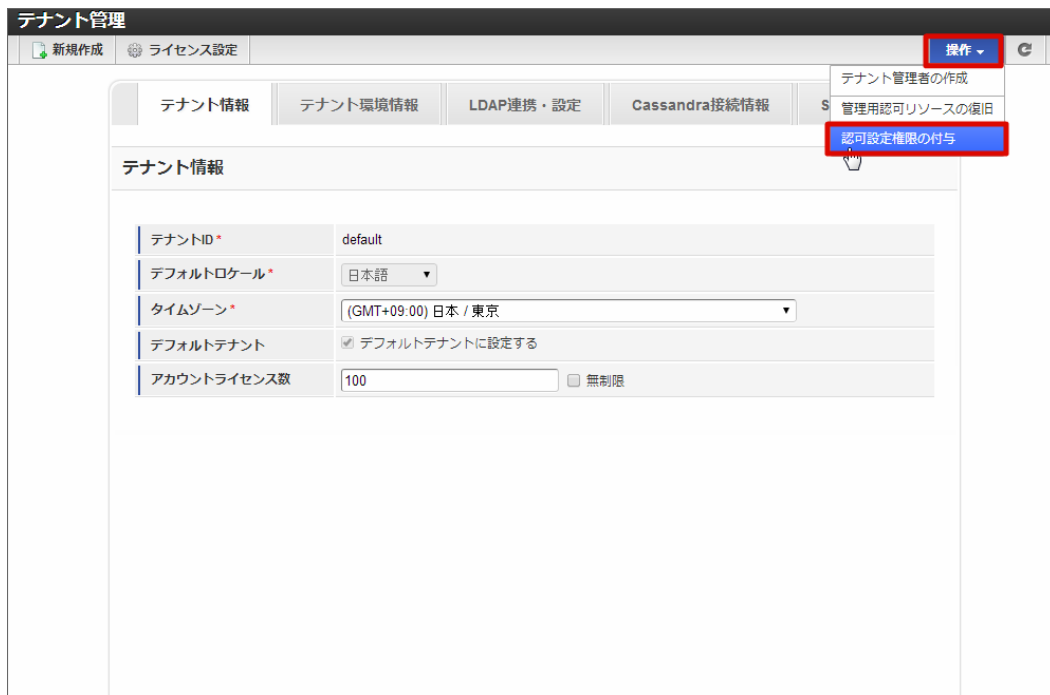 テナント管理
新規作成 ライセンス設定 操作
テナント管理者の作成
テナント情報 テナント環境情報 LDAP連携・設定 Cassandra接続情報 S
管理用認可リソースの復旧
認可設定権限の付与
テナント情報
テナントID * default
デフォルトロケール * 日本語
タイムゾーン * (GMT+09:00) 日本 / 東京
デフォルトテナント デフォルトテナントに設定する
アカウントライセンス数 100 無制限